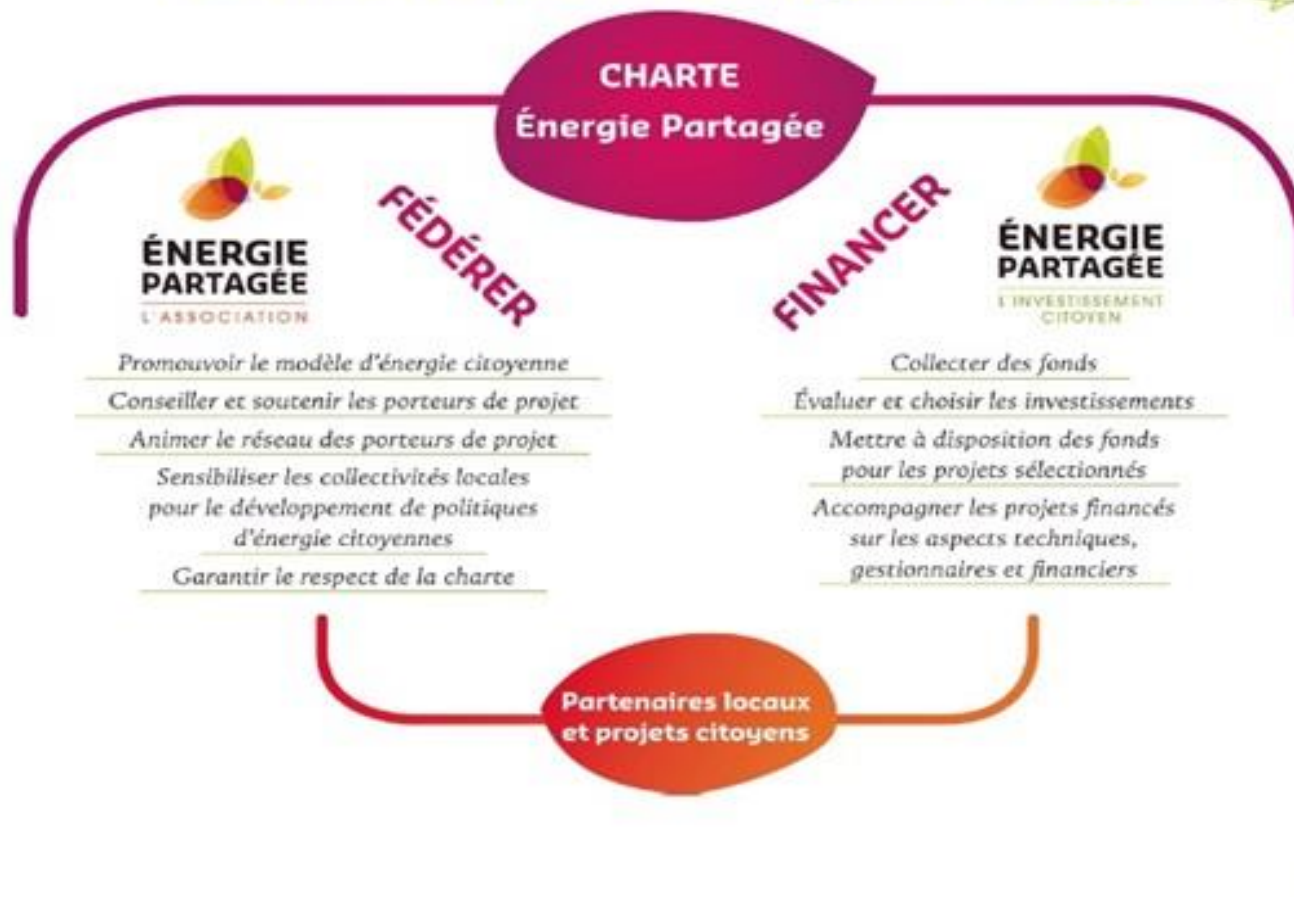 CHARTE
Énergie Partagée
ÉNERGIE
PARTAGÉE
L'ASSOCIATION
FÉDÉRER
Promouvoir le modèle d'énergie citoyenne
Conseiller et soutenir les porteurs de projet
Animer le réseau des porteurs de projet
Sensibiliser les collectivités locales
pour le développement de politiques
d'énergie citoyennes
Garantir le respect de la charte
FINANCER
ÉNERGIE
PARTAGÉE
L'INVESTISSEMENT
CITOYEN
Collecter des fonds
Évaluer et choisir les investissements
Mettre à disposition des fonds
pour les projets sélectionnés
Accompagner les projets financés
sur les aspects techniques,
gestionnaires et financiers
Partenaires locaux
et projets citoyens